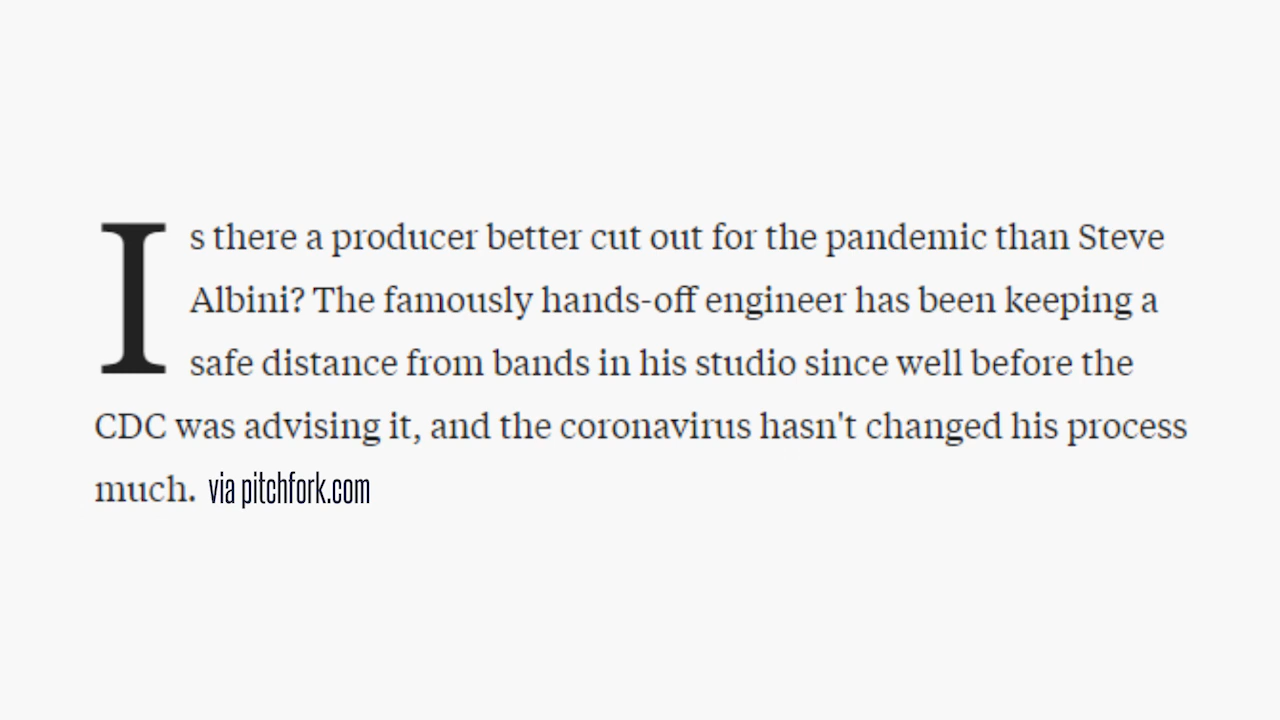 Is there a producer better cut out for the pandemic than Steve
Albini? The famously hands-off engineer has been keeping a
safe distance from bands in his studio since well before the
CDC was advising it, and the coronavirus hasn't changed his process
much. via pitchfork.com